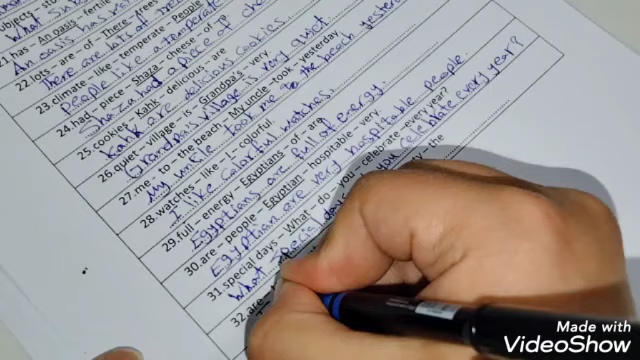 21.has – An oasis – fertile
An oasis has
22.lots – are – of – There – trees
There are lots of
23.climate – like – temperate – People
People like a temperate
24.had – piece – Shaza – cheese – of
Shaza had a piece of
25.cookies – Kahk – delicious – are
Kahk are delicious cookies.
26.quiet – village – is – Grandpa's – very.
Grandpa's village is very quiet.
27.me – to – the beach – My uncle – took – yesterday.
My uncle took me to the beach yesterday
28.watches – like – I – colorful.
I like colorful watches.
29.full – energy – Egyptians – of – are
Egyptians are full of energy.
30.are – people – Egyptian – hospitable – very.
Egyptian are very hospitable people.
31.special days – What – do – you – celebrate – every year?
What special days you celebrate every year?
32.are – the
Made with
VideoShow